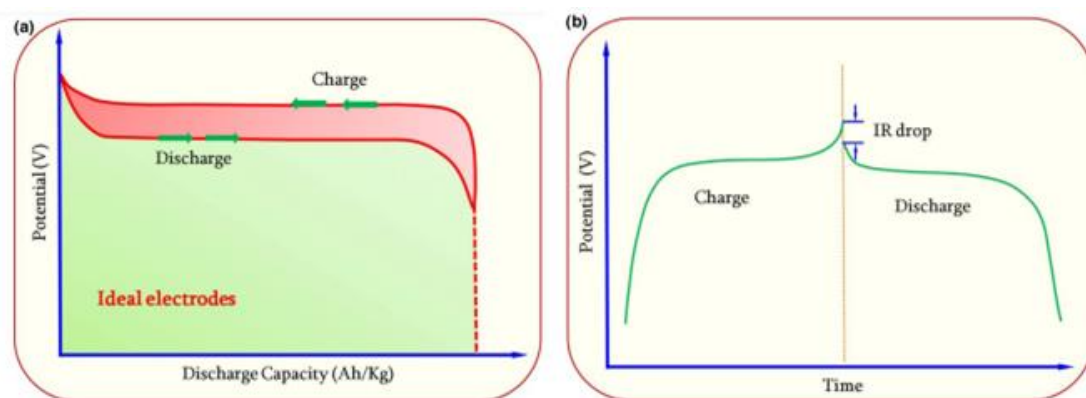 (a)
Charge
Discharge
Potential (V)
Ideal electrodes
Discharge Capacity (Ah/Kg)
(b)
IR drop
Charge
Discharge
Potential (V)
Time